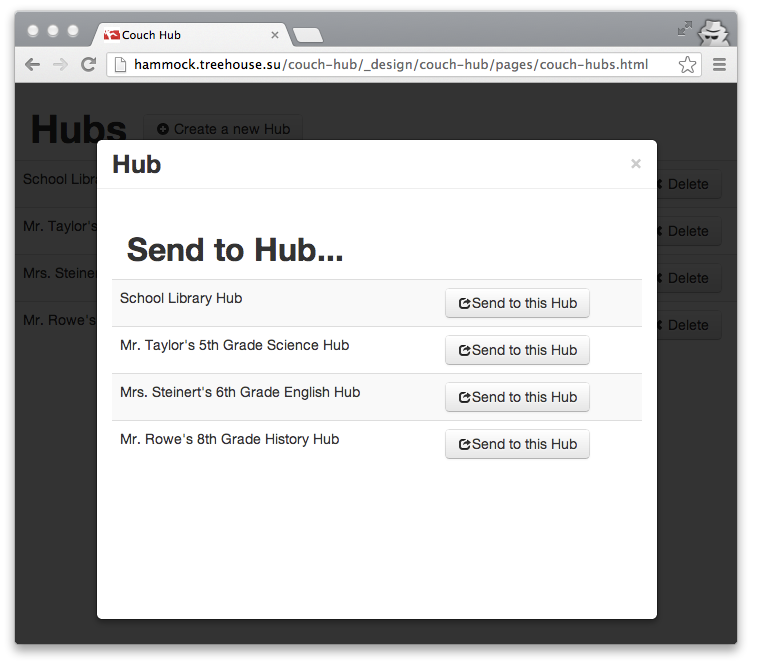 Couch Hub
hammock.treehouse.su/couch-hub/_design/couch-hub/pages/couch-hubs.html
Hubs Create a new Hub
Hub ×
School Libr Delete
Mr. Taylor's Delete
Mrs. Steiner Delete
Mr. Rowe's Delete
Send to Hub...
School Library Hub Send to this Hub
Mr. Taylor's 5th Grade Science Hub Send to this Hub
Mrs. Steinert's 6th Grade English Hub Send to this Hub
Mr. Rowe's 8th Grade History Hub Send to this Hub